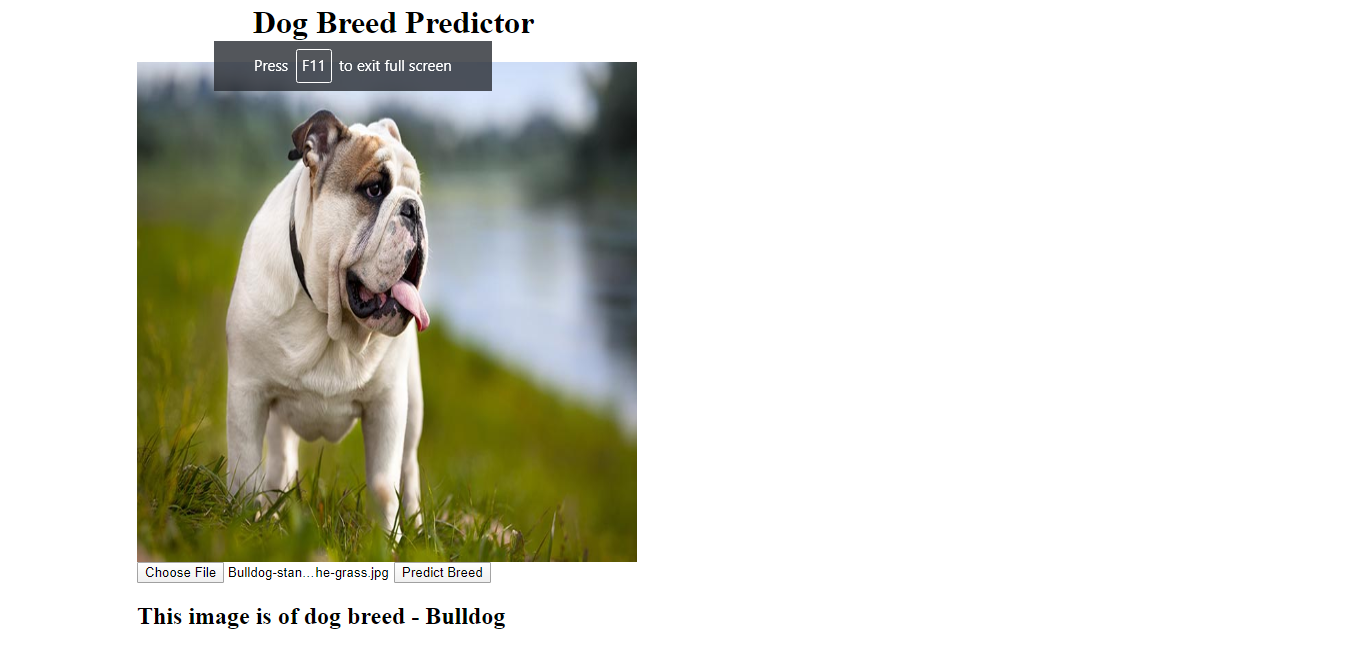 Dog Breed Predictor
Press F11 to exit full screen
Choose File Bulldog-stan...he-grass.jpg Predict Breed
This image is of dog breed - Bulldog